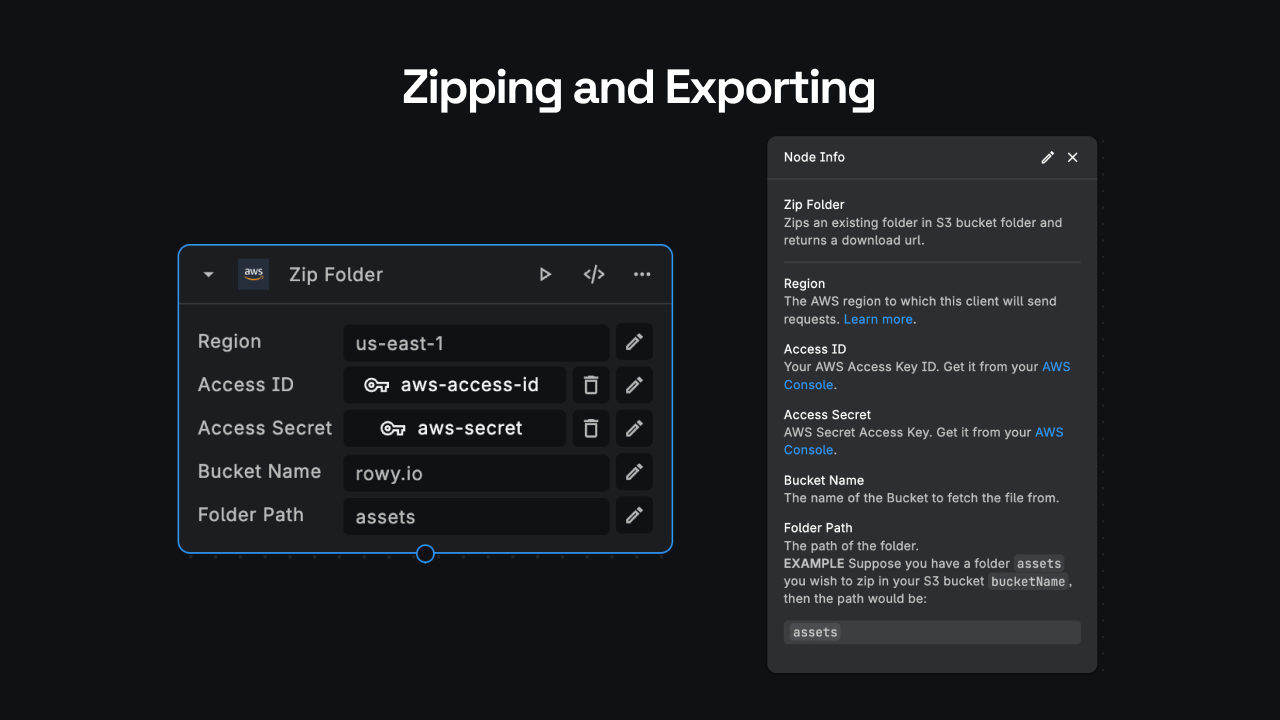 Zipping and Exporting
aws
Zip Folder
Region
us-east-1
Access ID
aws-access-id
Access Secret
aws-secret
Bucket Name
rowy.io
Folder Path
assets
Node Info
Zip Folder
Zips an existing folder in S3 bucket folder and
returns a download url.
Region
The AWS region to which this client will send
requests. Learn more.
Access ID
Your AWS Access Key ID. Get it from your AWS
Console.
Access Secret
AWS Secret Access Key. Get it from your AWS
Console.
Bucket Name
The name of the Bucket to fetch the file from.
Folder Path
The path of the folder.
EXAMPLE Suppose you have a folder assets
you wish to zip in your S3 bucket bucketName,
then the path would be:
assets